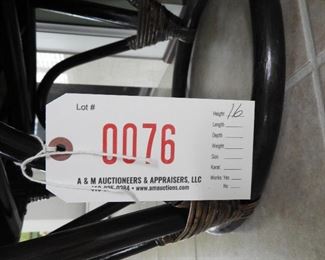 Lot #
0076
Height: 16
Length:
Depth:
Weight:
Size:
Karat:
Works: Yes
No
A & M AUCTIONEERS & APPRAISERS, LLC
www.amauctions.com